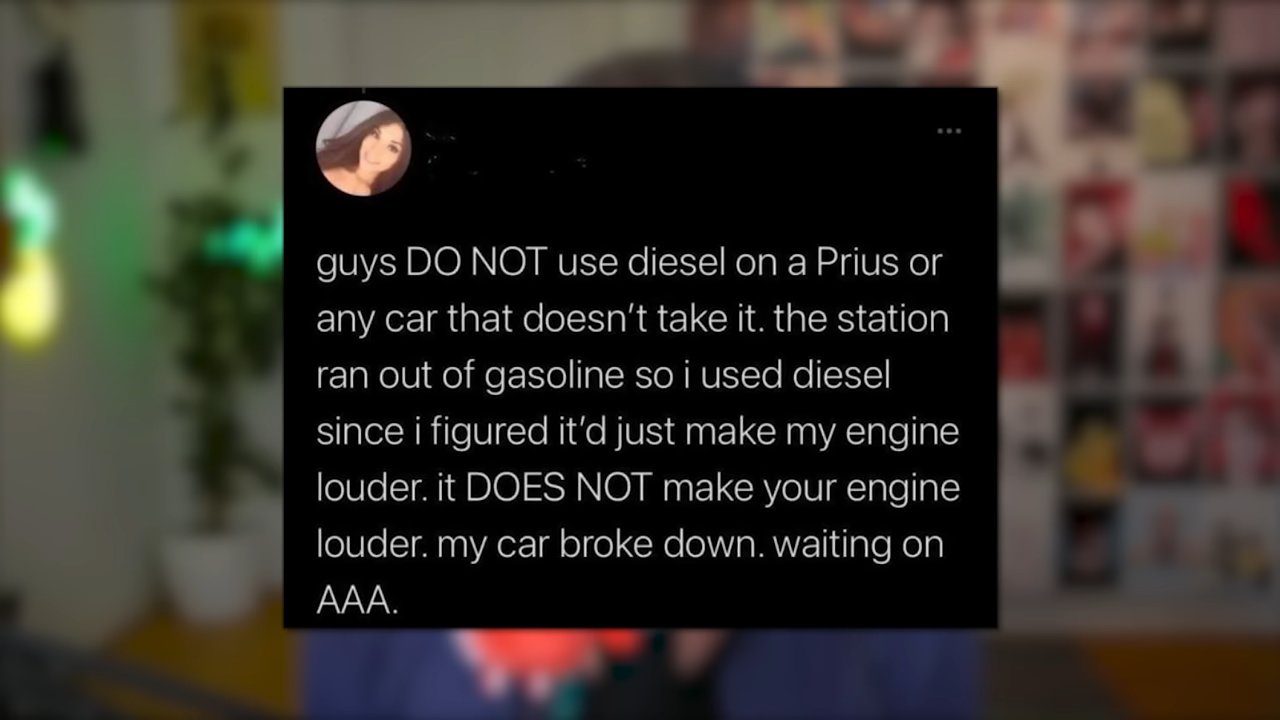 guys DO NOT use diesel on a Prius or
any car that doesn’t take it. the station
ran out of gasoline so i used diesel
since i figured it’d just make my engine
louder. it DOES NOT make your engine
louder. my car broke down. waiting on
AAA.